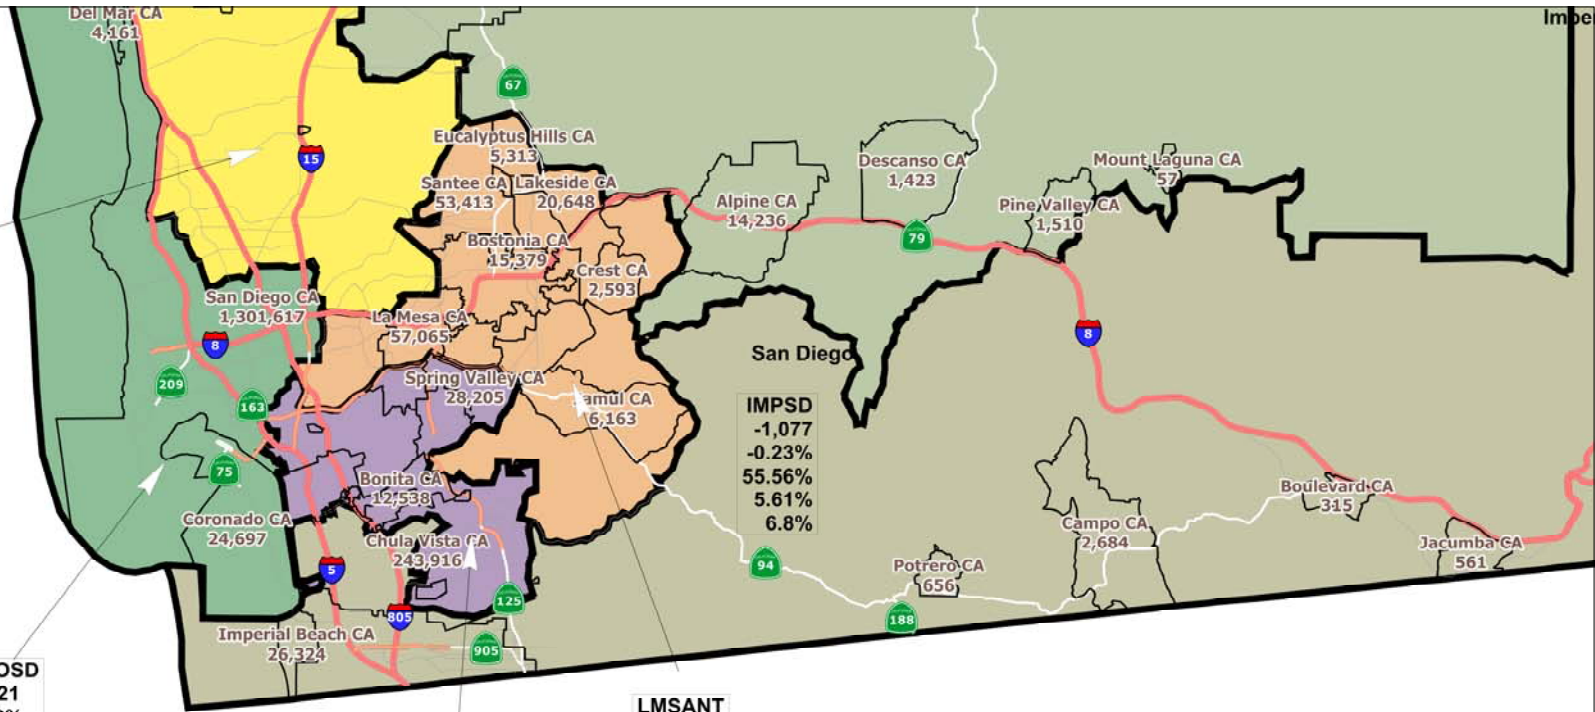 Del Mar CA
4,161
Imper
67
15
Eucalyptus Hills CA
5,313
Santee CA
53,413
Lakeside CA
20,648
Descanso CA
1,423
Mount Laguna CA
57
Alpine CA
14,236
Pine Valley CA
1,510
79
Bostonia CA
15,379
Crest CA
2,593
San Diego CA
1,301,617
La Mesa CA
57,065
8
8
San Diego
209
163
Spring Valley CA
28,205
Jamul CA
6,163
IMPSD
-1,077
-0.23%
55.56%
5.61%
6.8%
75
Bonita CA
12,538
Boulevard CA
315
Coronado CA
24,697
Chula Vista CA
243,916
Campo CA
2,684
Jacumba CA
561
5
94
Potrero CA
656
125
805
188
Imperial Beach CA
26,324
905
OSD
21
LMSANT